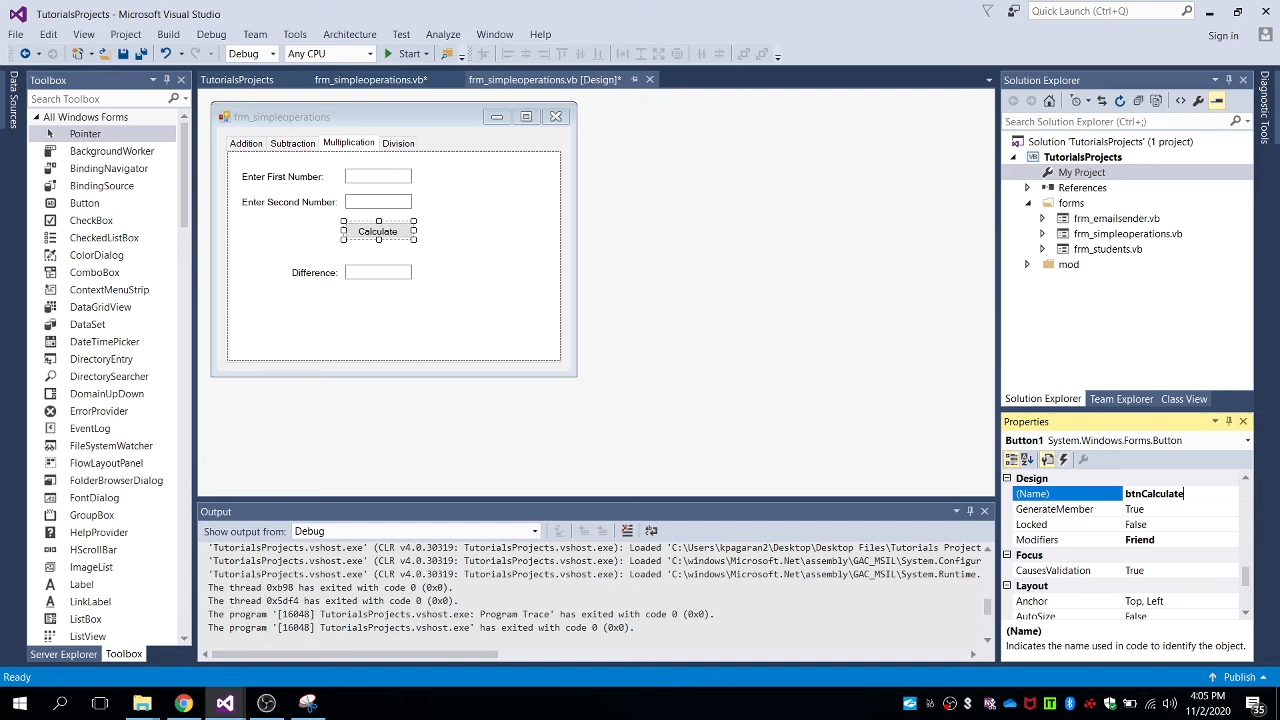 TutorialsProjects - Microsoft Visual Studio
Quick Launch (Ctrl+Q)
File Edit View Project Build Debug Team Tools Architecture Test Analyze Window Help
Sign in
Debug Any CPU Start
Data Sources
Toolbox
Search Toolbox
All Windows Forms
Pointer
BackgroundWorker
BindingNavigator
BindingSource
Button
CheckBox
CheckedListBox
ColorDialog
ComboBox
ContextMenuStrip
DataGridView
DataSet
DateTimePicker
DirectoryEntry
DirectorySearcher
DomainUpDown
ErrorProvider
EventLog
FileSystemWatcher
FlowLayoutPanel
FolderBrowserDialog
FontDialog
GroupBox
HelpProvider
HScrollBar
ImageList
Label
LinkLabel
ListBox
ListView
Server Explorer Toolbox
TutorialsProjects frm_simpleoperations.vb* frm_simpleoperations.vb [Design]*
frm_simpleoperations
Addition Subtraction Multiplication Division
Enter First Number:
Enter Second Number:
Calculate
Difference:
Output
Show output from: Debug
'TutorialsProjects.vshost.exe' (CLR v4.0.30319: TutorialsProjects.vshost.exe): Loaded 'C:\Users\kpagaran2\Desktop\Desktop Files\Tutorials Project
'TutorialsProjects.vshost.exe' (CLR v4.0.30319: TutorialsProjects.vshost.exe): Loaded 'C:\windows\Microsoft.Net\assembly\GAC_MSIL\System.Configur
'TutorialsProjects.vshost.exe' (CLR v4.0.30319: TutorialsProjects.vshost.exe): Loaded 'C:\windows\Microsoft.Net\assembly\GAC_MSIL\System.Runtime.
The thread 0xb98 has exited with code 0 (0x0).
The thread 0x5df4 has exited with code 0 (0x0).
The program '[16048] TutorialsProjects.vshost.exe: Program Trace' has exited with code 0 (0x0).
The program '[16048] TutorialsProjects.vshost.exe' has exited with code 0 (0x0).
Solution Explorer
Search Solution Explorer (Ctrl+;)
Solution 'TutorialsProjects' (1 project)
TutorialsProjects
My Project
References
forms
frm_emailsender.vb
frm_simpleoperations.vb
frm_students.vb
mod
Solution Explorer Team Explorer Class View
Properties
Button1 System.Windows.Forms.Button
Design
(Name) btnCalculate
GenerateMember True
Locked False
Modifiers Friend
Focus
CausesValidation True
Layout
Anchor Top, Left
AutoSize False
(Name)
Indicates the name used in code to identify the object.
Diagnostic Tools
Ready
Publish
4:05 PM
11/2/2020
35